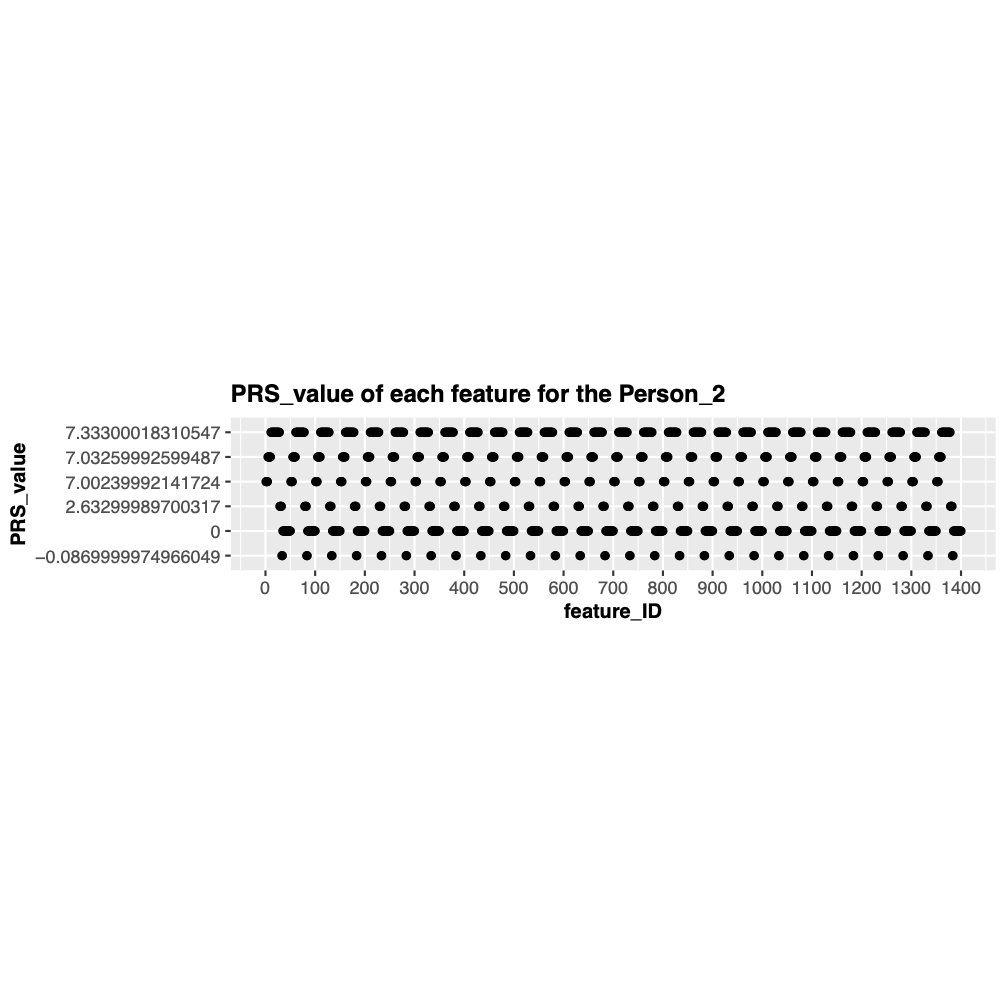 PRS_value of each feature for the Person_2
PRS_value
7.33300018310547
7.03259992599487
7.00239992141724
2.63299989700317
0
−0.0869999974966049
0 100 200 300 400 500 600 700 800 900 1000 1100 1200 1300 1400
feature_ID